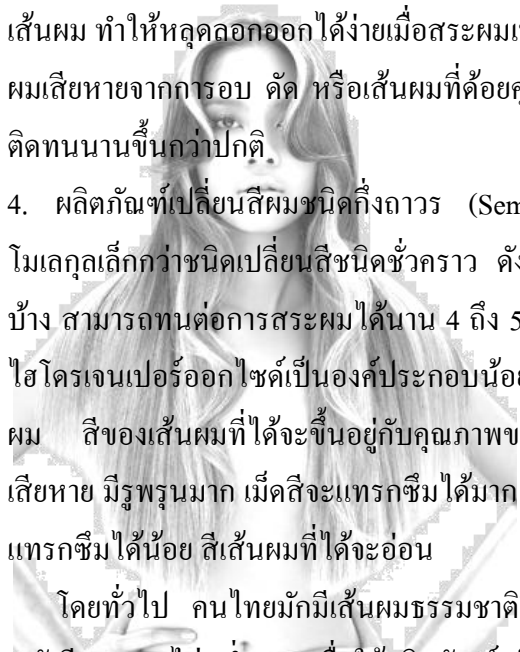 เส้นผม ทำให้หลุดลอกออกได้ง่ายเมื่อสระผม
ผมเสียหายจากการอบ ดัด หรือเส้นผมที่ด้อย
ติดทนนานขึ้นกว่าปกติ
4. ผลิตภัณฑ์เปลี่ยนสีผมชนิดกึ่งถาวร (Sem
โมเลกุลเล็กกว่าชนิดเปลี่ยนสีชนิดชั่วคราว ดัง
บ้าง สามารถทนต่อการสระผมได้นาน 4 ถึง 5
ไฮโดรเจนเปอร์ออกไซด์เป็นองค์ประกอบน้อย
ผม สีของเส้นผมที่ได้จะขึ้นอยู่กับคุณภาพข
เสียหาย มีรูพรุนมาก เม็ดสีจะแทรกซึมได้มาก
แทรกซึมได้น้อย สีเส้นผมที่ได้จะอ่อน
โดยทั่วไป คนไทยมักมีเส้นผมธรรมชาติ